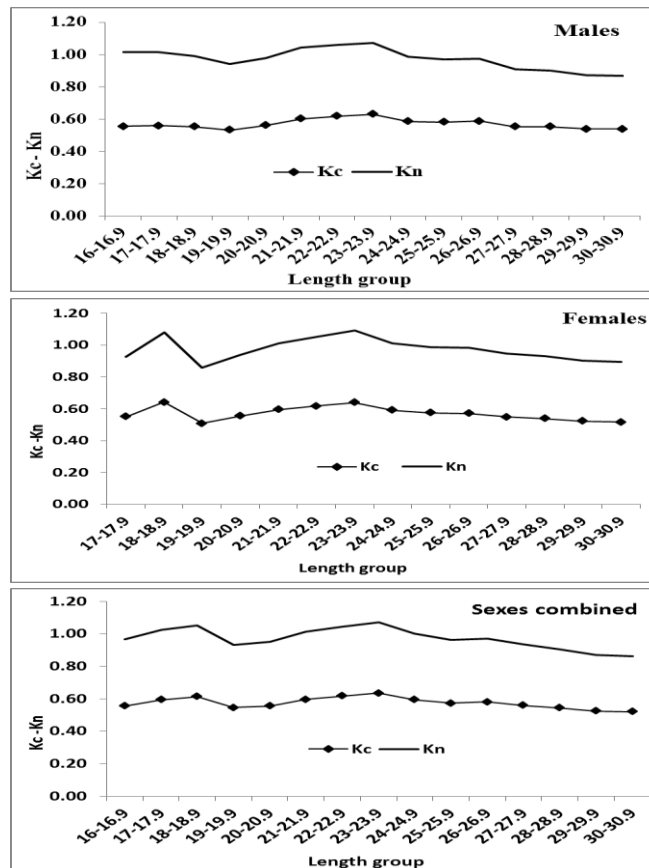 Males
1.20
1.00
0.80
0.60
0.40
0.20
0.00
Kc- Kn
Kc Kn
16-16.9 17-17.9 18-18.9 19-19.9 20-20.9 21-21.9 22-22.9 23-23.9 24-24.9 25-25.9 26-26.9 27-27.9 28-28.9 29-29.9 30-30.9
Length group
Females
1.20
1.00
0.80
0.60
0.40
0.20
0.00
Kc -Kn
Kc Kn
17-17.9 18-18.9 19-19.9 20-20.9 21-21.9 22-22.9 23-23.9 24-24.9 25-25.9 26-26.9 27-27.9 28-28.9 29-29.9 30-30.9
Length group
Sexes combined
1.20
1.00
0.80
0.60
0.40
0.20
0.00
Kc -Kn
Kc Kn
16-16.9 17-17.9 18-18.9 19-19.9 20-20.9 21-21.9 22-22.9 23-23.9 24-24.9 25-25.9 26-26.9 27-27.9 28-28.9 29-29.9 30-30.9
Length group